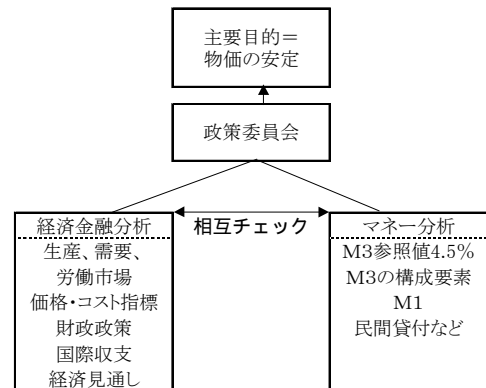 主要目的＝
物価の安定
政策委員会
経済金融分析
生産、需要、
労働市場
価格・コスト指標
財政政策
国際収支
経済見通し
相互チェック
マネー分析
M3参照値4.5%
M3の構成要素
M1
民間貸付など